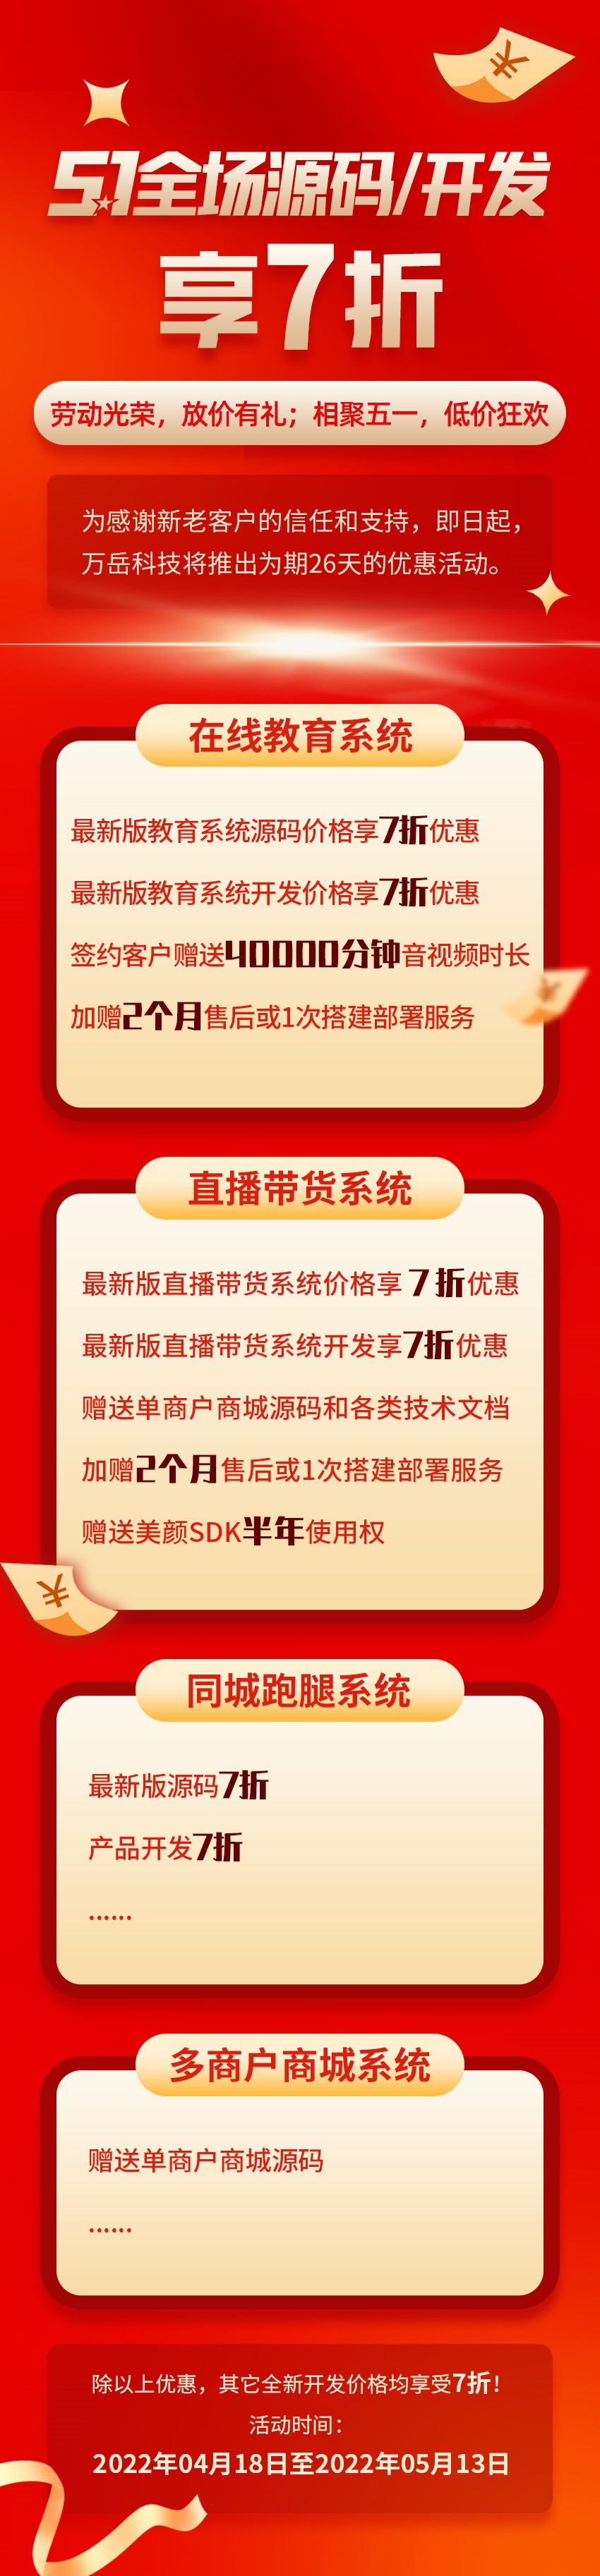 51全场源码/开发
享7折
劳动光荣，放价有礼；相聚五一，低价狂欢
为感谢新老客户的信任和支持，即日起，
万岳科技将推出为期26天的优惠活动。
在线教育系统
最新版教育系统源码价格享7折优惠
最新版教育系统开发价格享7折优惠
签约客户赠送40000分钟音视频时长
加赠2个月售后或1次搭建部署服务
直播带货系统
最新版直播带货系统价格享 7 折优惠
最新版直播带货系统开发享7折优惠
赠送单商户商城源码和各类技术文档
加赠2个月售后或1次搭建部署服务
赠送美颜SDK半年使用权
同城跑腿系统
最新版源码7折
产品开发7折
······
多商户商城系统
赠送单商户商城源码
······
除以上优惠，其它全新开发价格均享受7折！
活动时间：
2022年04月18日至2022年05月13日